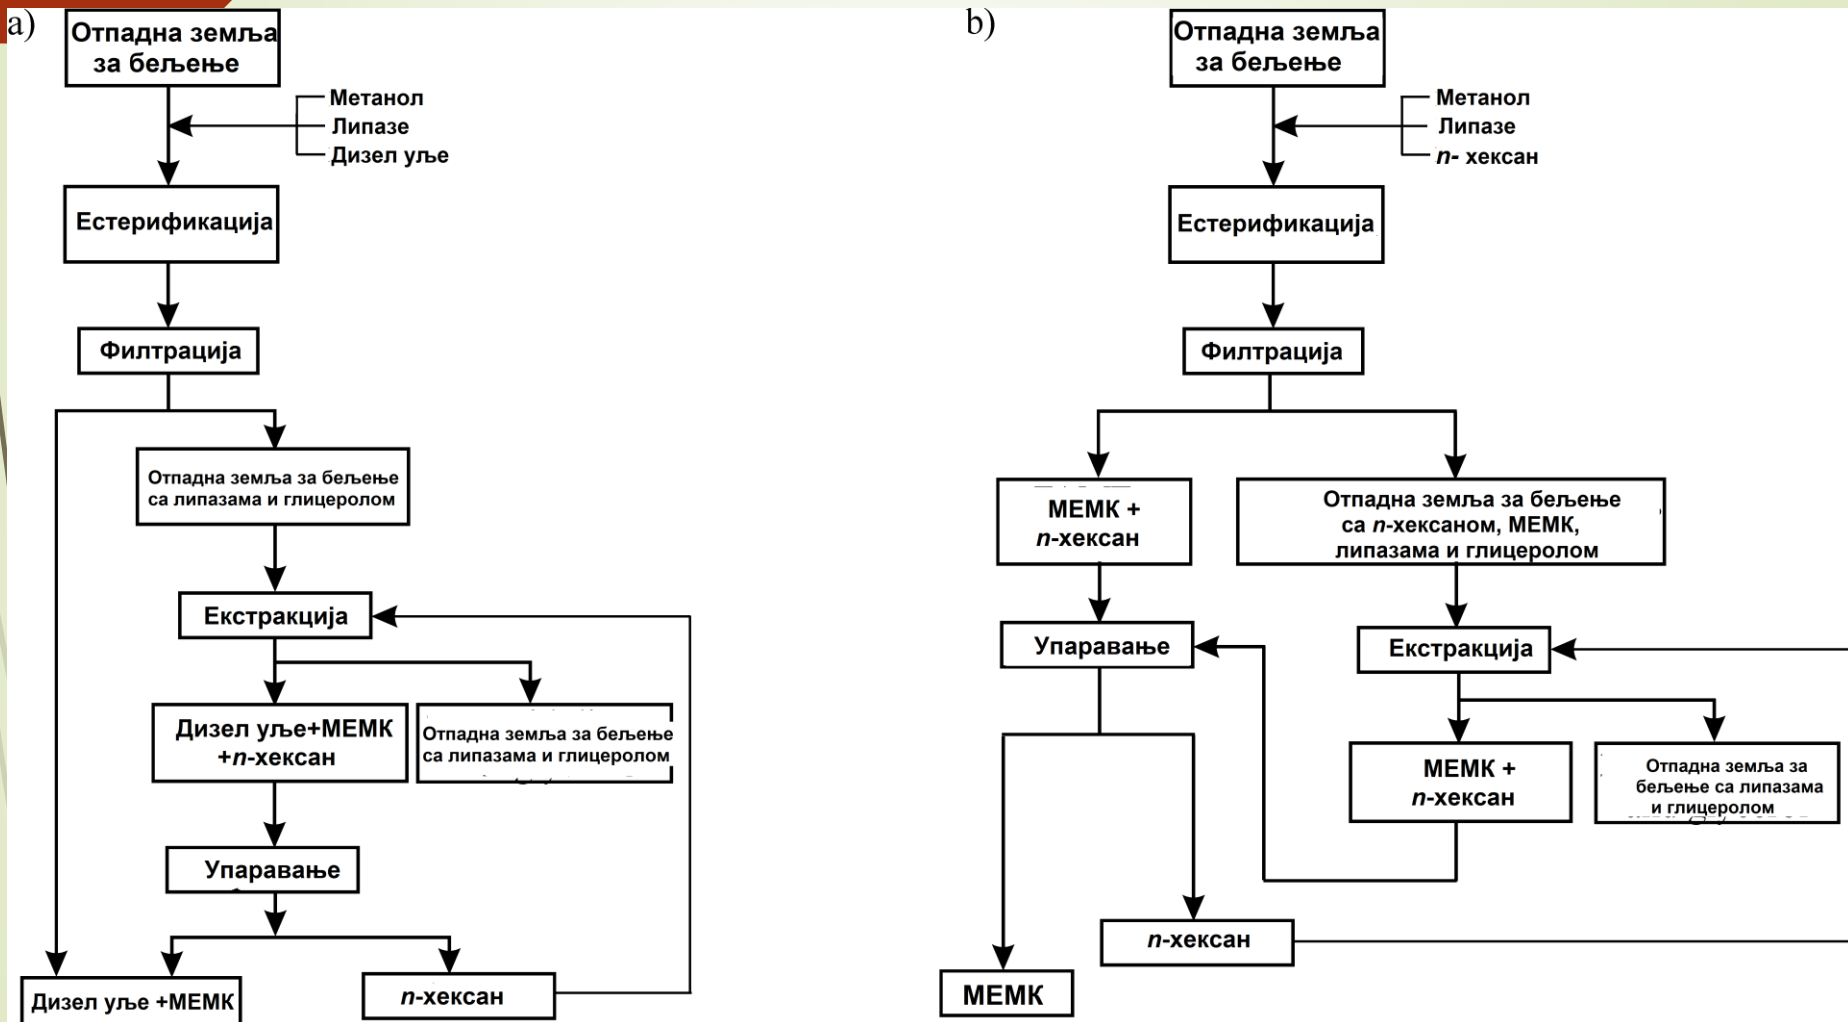 a)
Отпадна земља
за бељење
Метанол
Липазе
Дизел уље
Естерификација
Филтрација
Отпадна земља за бељење
са липазама и глицеролом
Екстракција
Дизел уље+МЕМК
+n-хексан
Отпадна земља за бељење
са липазама и глицеролом
Упаравање
Дизел уље +МЕМК
n-хексан
b)
Отпадна земља
за бељење
Метанол
Липазе
n- хексан
Естерификација
Филтрација
МЕМК +
n-хексан
Отпадна земља за бељење
са n-хексаном, МЕМК,
липазама и глицеролом
Упаравање
Екстракција
МЕМК +
n-хексан
Отпадна земља за
бељење са липазама
и глицеролом
n-хексан
МЕМК